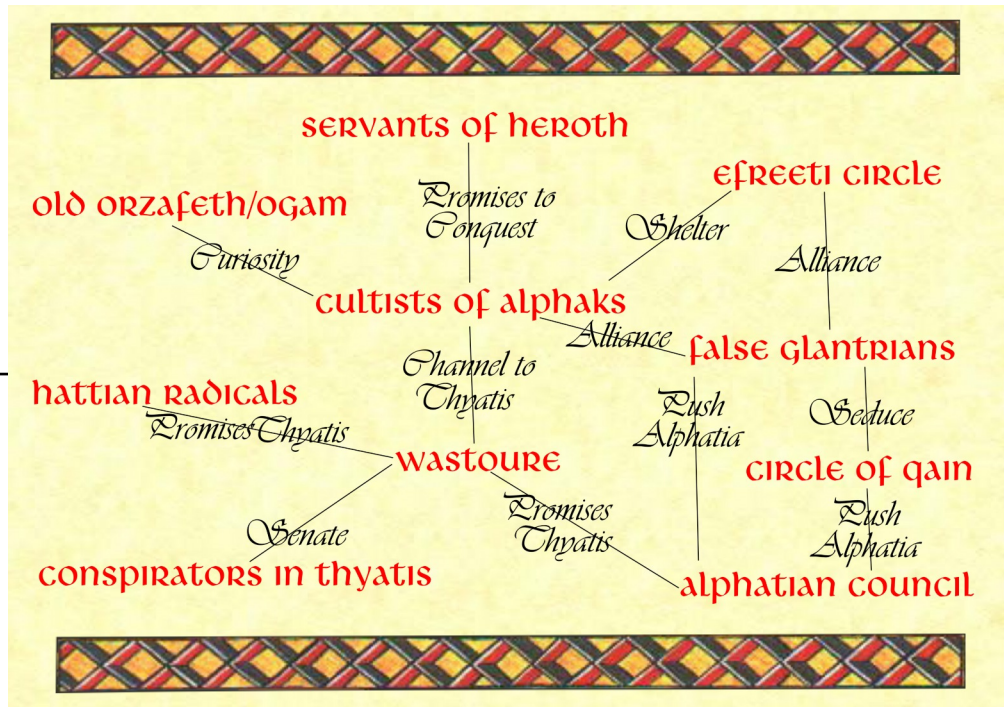 servants of heroth
efreeti circle
old orzafeth/ogam
Promises to
Conquest
Shelter
Curiosity
Alliance
cultists of alphaks
Alliance
false glantrians
Channel to
Thyatis
hattian radicals
Push
Alphatia
Seduce
PromisesThyatis
wastoure
circle of qain
Promises
Thyatis
Push
Alphatia
Senate
conspirators in thyatis
alphatian council